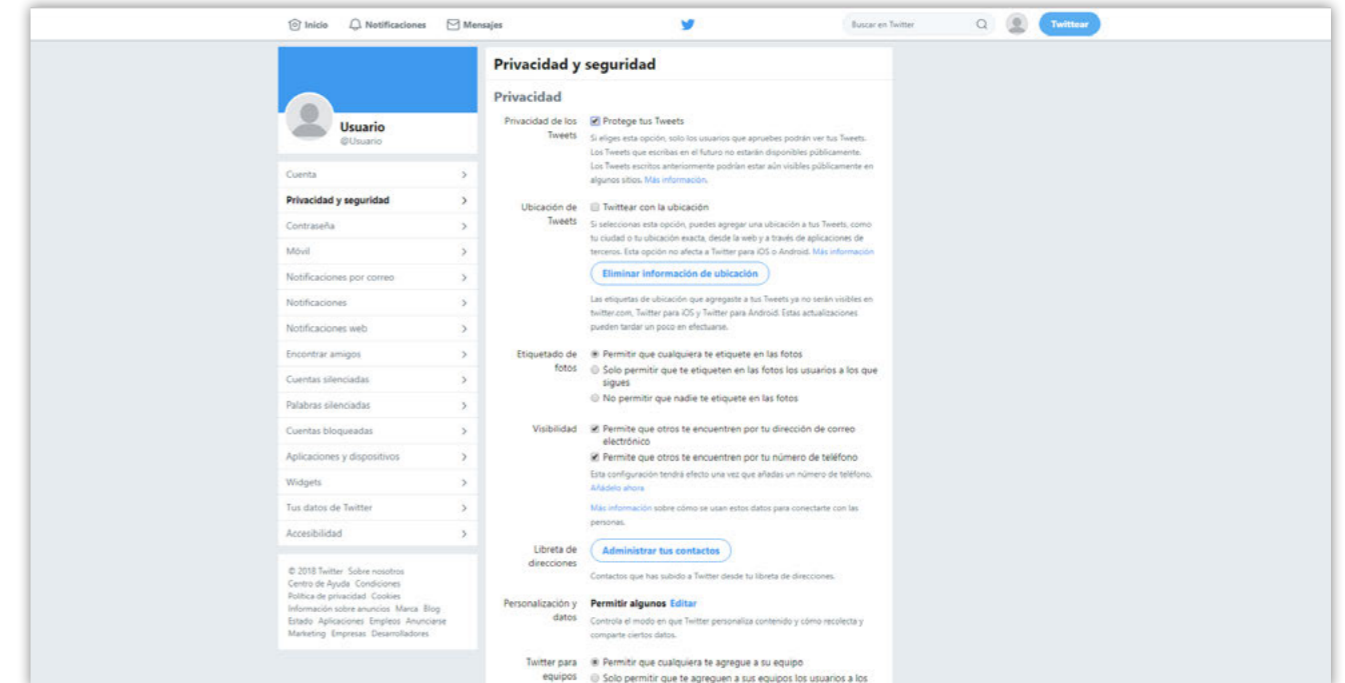 Inicio Notificaciones Mensajes Buscar en Twitter Twittear
Usuario
@Usuario
Cuenta
Privacidad y seguridad
Contraseña
Móvil
Notificaciones por correo
Notificaciones
Notificaciones web
Encontrar amigos
Cuentas silenciadas
Palabras silenciadas
Cuentas bloqueadas
Aplicaciones y dispositivos
Widgets
Tus datos de Twitter
Accesibilidad
© 2018 Twitter Sobre nosotros
Centro de Ayuda Condiciones
Política de privacidad Cookies
Información sobre anuncios Marca Blog
Estado Aplicaciones Empleos Anunciarse
Marketing Empresas Desarrolladores
Privacidad y seguridad
Privacidad
Privacidad de los
Tweets
Protege tus Tweets
Si eliges esta opción, solo los usuarios que apruebes podrán ver tus Tweets.
Los Tweets que escribas en el futuro no estarán disponibles públicamente.
Los Tweets escritos anteriormente podrían estar aún visibles públicamente en
algunos sitios. Más información.
Ubicación de
Tweets
Twittear con la ubicación
Si seleccionas esta opción, puedes agregar una ubicación a tus Tweets, como
tu ciudad o tu ubicación exacta, desde la web y a través de aplicaciones de
terceros. Esta opción no afecta a Twitter para iOS o Android. Más información
Eliminar información de ubicación
Las etiquetas de ubicación que agregaste a tus Tweets ya no serán visibles en
twitter.com, Twitter para iOS y Twitter para Android. Estas actualizaciones
pueden tardar un poco en efectuarse.
Etiquetado de
fotos
Permitir que cualquiera te etiquete en las fotos
Solo permitir que te etiqueten en las fotos los usuarios a los que
sigues
No permitir que nadie te etiquete en las fotos
Visibilidad
Permite que otros te encuentren por tu dirección de correo
electrónico
Permite que otros te encuentren por tu número de teléfono
Esta configuración tendrá efecto una vez que añadas un número de teléfono.
Añádelo ahora
Más información sobre cómo se usan estos datos para conectarte con las
personas.
Libreta de
direcciones
Administrar tus contactos
Contactos que has subido a Twitter desde tu libreta de direcciones.
Personalización y
datos
Permitir algunos Editar
Controla el modo en que Twitter personaliza contenido y cómo recolecta y
comparte ciertos datos.
Twitter para
equipos
Permitir que cualquiera te agregue a su equipo
Solo permitir que te agreguen a sus equipos los usuarios a los